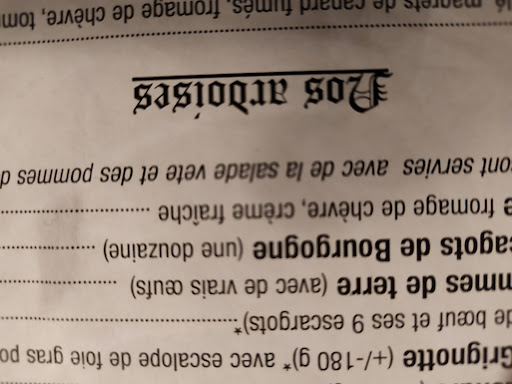 Grignotte (+/-180 g)* avec escalope de foie gras po
de bœuf et ses 9 escargots)*
mmes de terre (avec de vrais œufs)
cagots de Bourgogne (une douzaine)
e fromage de chèvre, crème fraîche
ont servies avec de la salade vete et des pommes d
Nos ardoises
lé, magrets de canard fumés, fromage de chèvre, tom